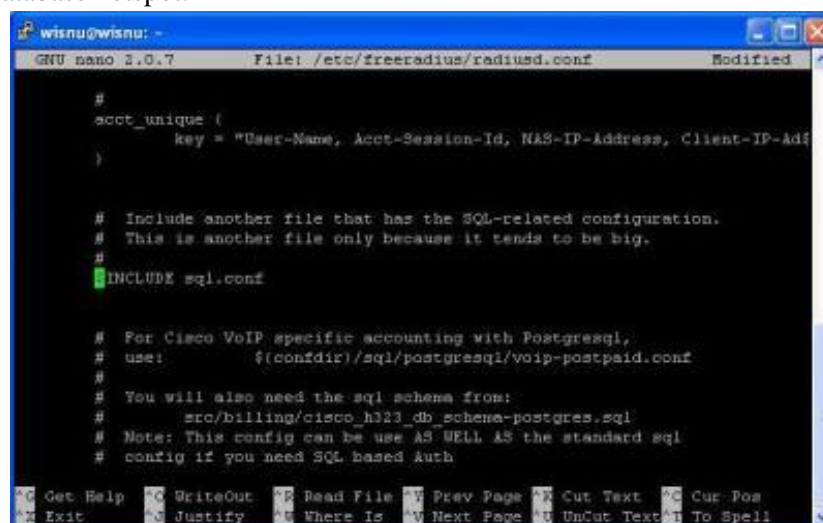 wisnu@wisnu: ~
GNU nano 2.0.7 File: /etc/freeradius/radiusd.conf Modified
#
acct_unique {
key = "User-Name, Acct-Session-Id, NAS-IP-Address, Client-IP-Ad$
}
# Include another file that has the SQL-related configuration.
# This is another file only because it tends to be big.
#
$INCLUDE sql.conf
# For Cisco VoIP specific accounting with Postgresql,
# use: ${confdir}/sql/postgresql/voip-postpaid.conf
#
# You will also need the sql schema from:
# src/billing/cisco_h323_db_schema-postgres.sql
# Note: This config can be use AS WELL AS the standard sql
# config if you need SQL based Auth
^G Get Help ^O WriteOut ^R Read File ^Y Prev Page ^K Cut Text ^C Cur Pos
^X Exit ^J Justify ^W Where Is ^V Next Page ^U UnCut Text ^T To Spell